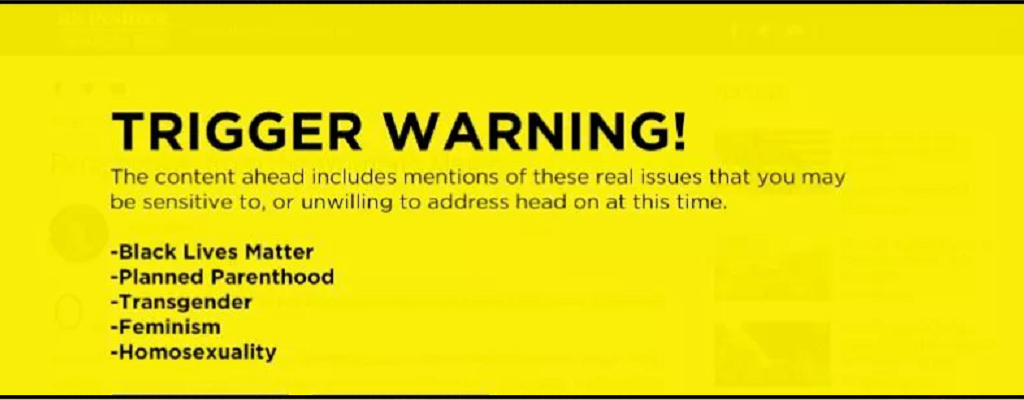 TRIGGER WARNING!
The content ahead includes mentions of these real issues that you may
be sensitive to, or unwilling to address head on at this time.
-Black Lives Matter
-Planned Parenthood
-Transgender
-Feminism
-Homosexuality